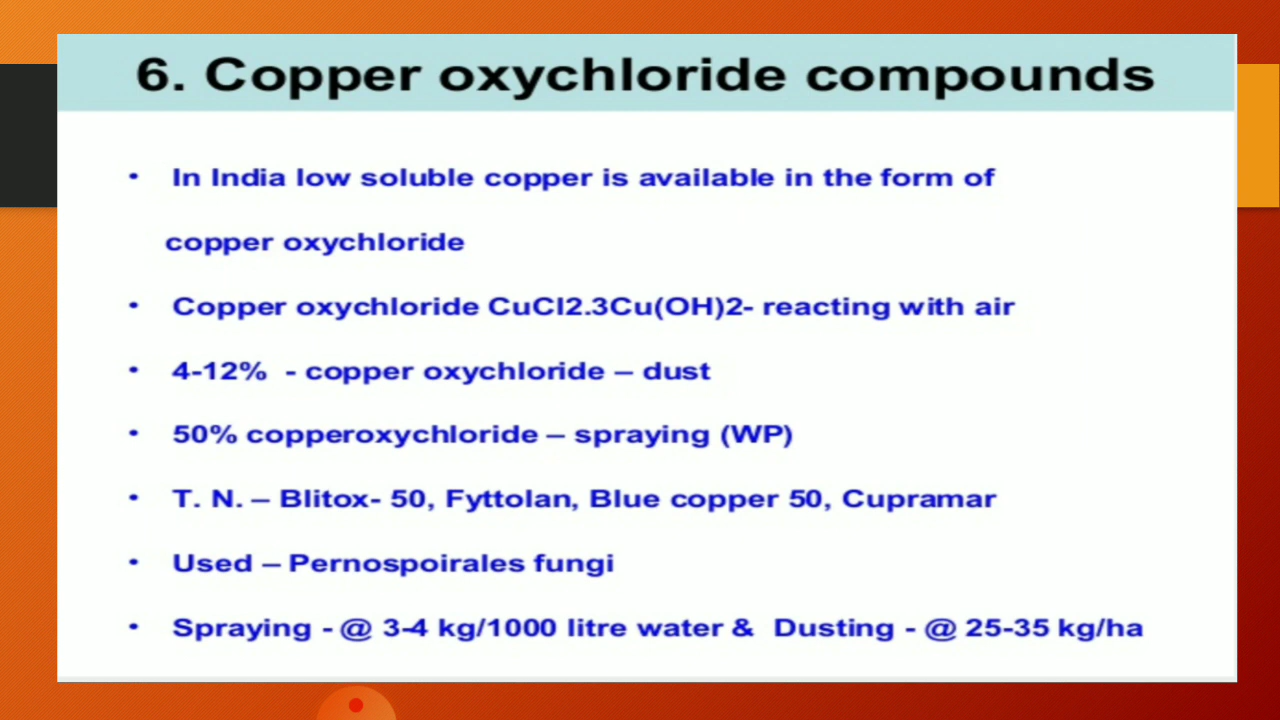 6. Copper oxychloride compounds
• In India low soluble copper is available in the form of
copper oxychloride
• Copper oxychloride CuCl2.3Cu(OH)2- reacting with air
• 4-12% - copper oxychloride – dust
• 50% copperoxychloride – spraying (WP)
• T. N. – Blitox- 50, Fyttolan, Blue copper 50, Cupramar
• Used – Pernospoirales fungi
• Spraying - @ 3-4 kg/1000 litre water & Dusting - @ 25-35 kg/ha